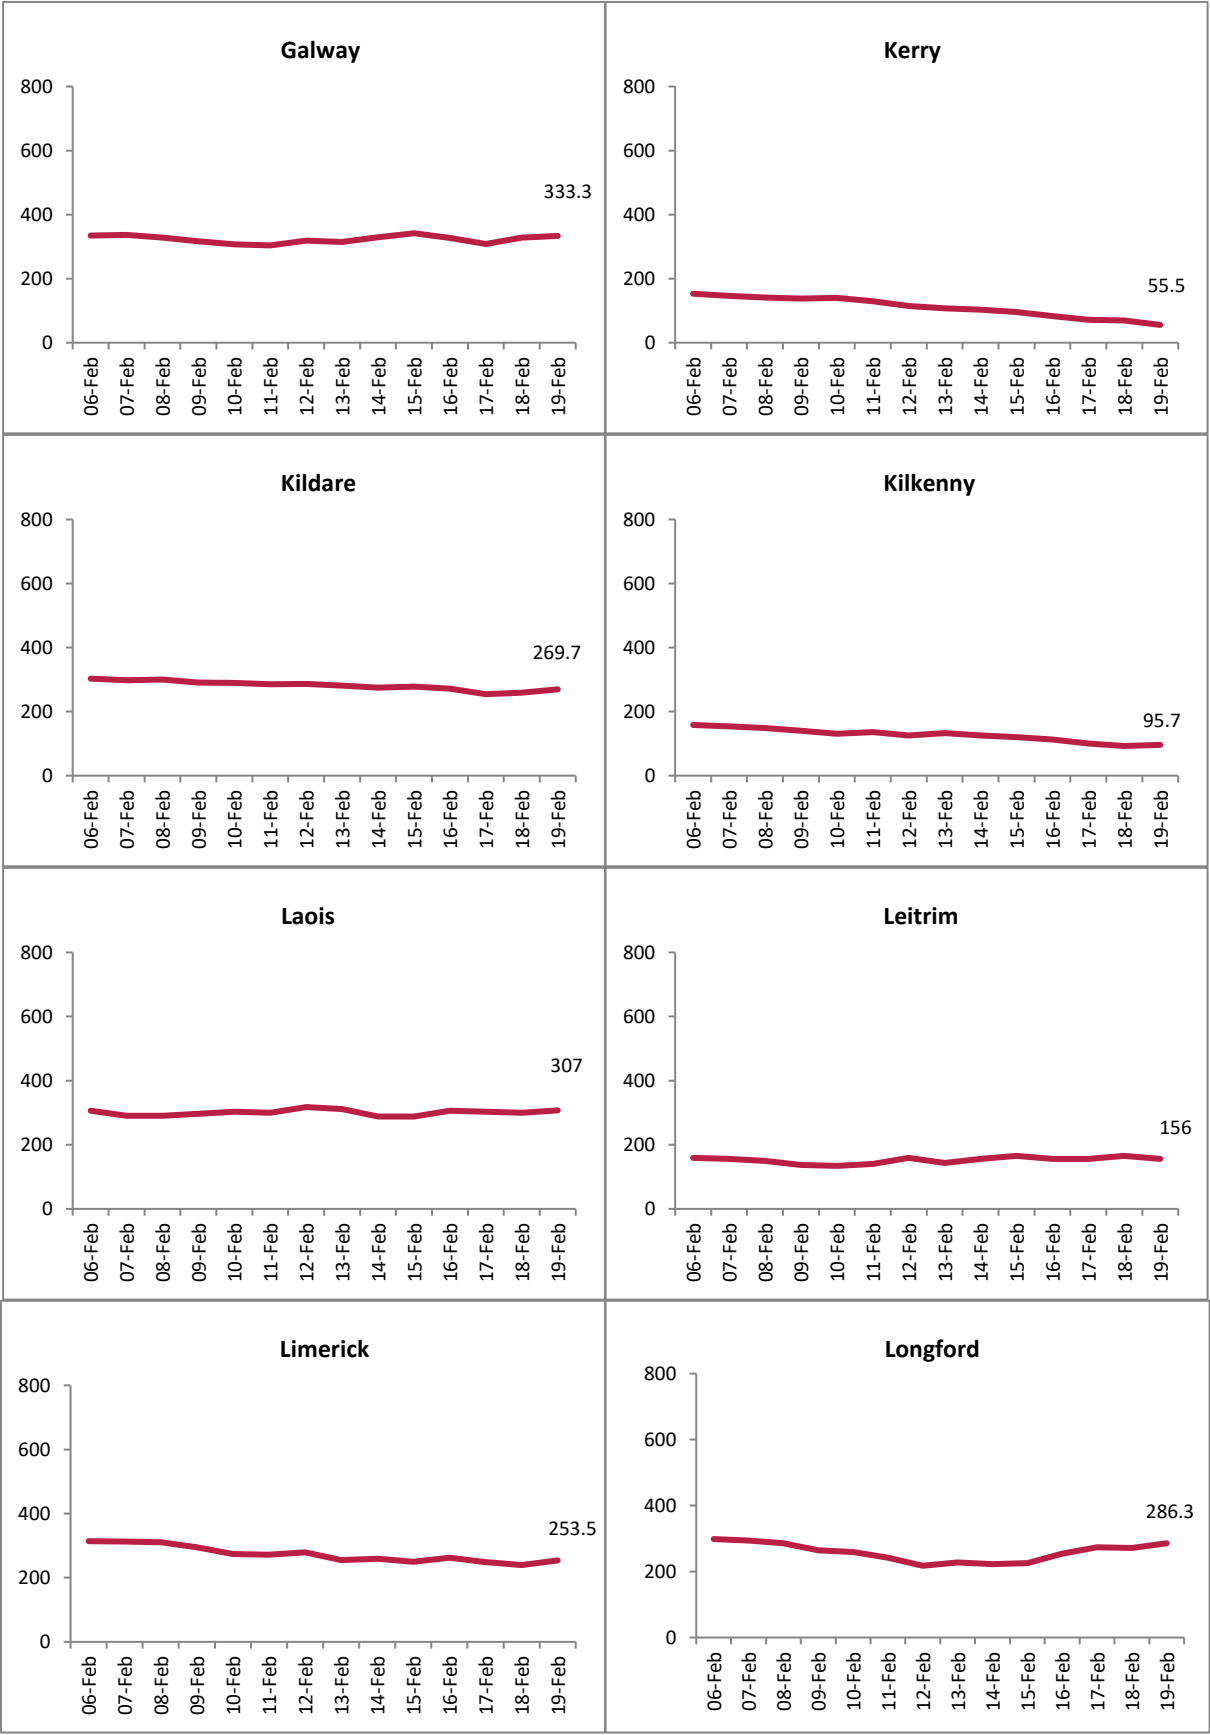 Galway
800
600
400
200
0
333.3
06-Feb
07-Feb
08-Feb
09-Feb
10-Feb
11-Feb
12-Feb
13-Feb
14-Feb
15-Feb
16-Feb
17-Feb
18-Feb
19-Feb
Kerry
800
600
400
200
0
55.5
06-Feb
07-Feb
08-Feb
09-Feb
10-Feb
11-Feb
12-Feb
13-Feb
14-Feb
15-Feb
16-Feb
17-Feb
18-Feb
19-Feb
Kildare
800
600
400
200
0
269.7
06-Feb
07-Feb
08-Feb
09-Feb
10-Feb
11-Feb
12-Feb
13-Feb
14-Feb
15-Feb
16-Feb
17-Feb
18-Feb
19-Feb
Kilkenny
800
600
400
200
0
95.7
06-Feb
07-Feb
08-Feb
09-Feb
10-Feb
11-Feb
12-Feb
13-Feb
14-Feb
15-Feb
16-Feb
17-Feb
18-Feb
19-Feb
Laois
800
600
400
200
0
307
06-Feb
07-Feb
08-Feb
09-Feb
10-Feb
11-Feb
12-Feb
13-Feb
14-Feb
15-Feb
16-Feb
17-Feb
18-Feb
19-Feb
Leitrim
800
600
400
200
0
156
06-Feb
07-Feb
08-Feb
09-Feb
10-Feb
11-Feb
12-Feb
13-Feb
14-Feb
15-Feb
16-Feb
17-Feb
18-Feb
19-Feb
Limerick
800
600
400
200
0
253.5
06-Feb
07-Feb
08-Feb
09-Feb
10-Feb
11-Feb
12-Feb
13-Feb
14-Feb
15-Feb
16-Feb
17-Feb
18-Feb
19-Feb
Longford
800
600
400
200
0
286.3
06-Feb
07-Feb
08-Feb
09-Feb
10-Feb
11-Feb
12-Feb
13-Feb
14-Feb
15-Feb
16-Feb
17-Feb
18-Feb
19-Feb